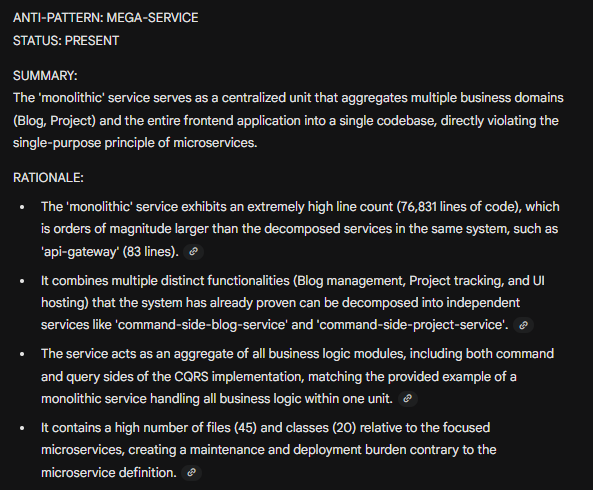 ANTI-PATTERN: MEGA-SERVICE
STATUS: PRESENT
SUMMARY:
The 'monolithic' service serves as a centralized unit that aggregates multiple business domains
(Blog, Project) and the entire frontend application into a single codebase, directly violating the
single-purpose principle of microservices.
RATIONALE:
• The 'monolithic' service exhibits an extremely high line count (76,831 lines of code), which
is orders of magnitude larger than the decomposed services in the same system, such as
'api-gateway' (83 lines).
• It combines multiple distinct functionalities (Blog management, Project tracking, and UI
hosting) that the system has already proven can be decomposed into independent
services like 'command-side-blog-service' and 'command-side-project-service'.
• The service acts as an aggregate of all business logic modules, including both command
and query sides of the CQRS implementation, matching the provided example of a
monolithic service handling all business logic within one unit.
• It contains a high number of files (45) and classes (20) relative to the focused
microservices, creating a maintenance and deployment burden contrary to the
microservice definition.